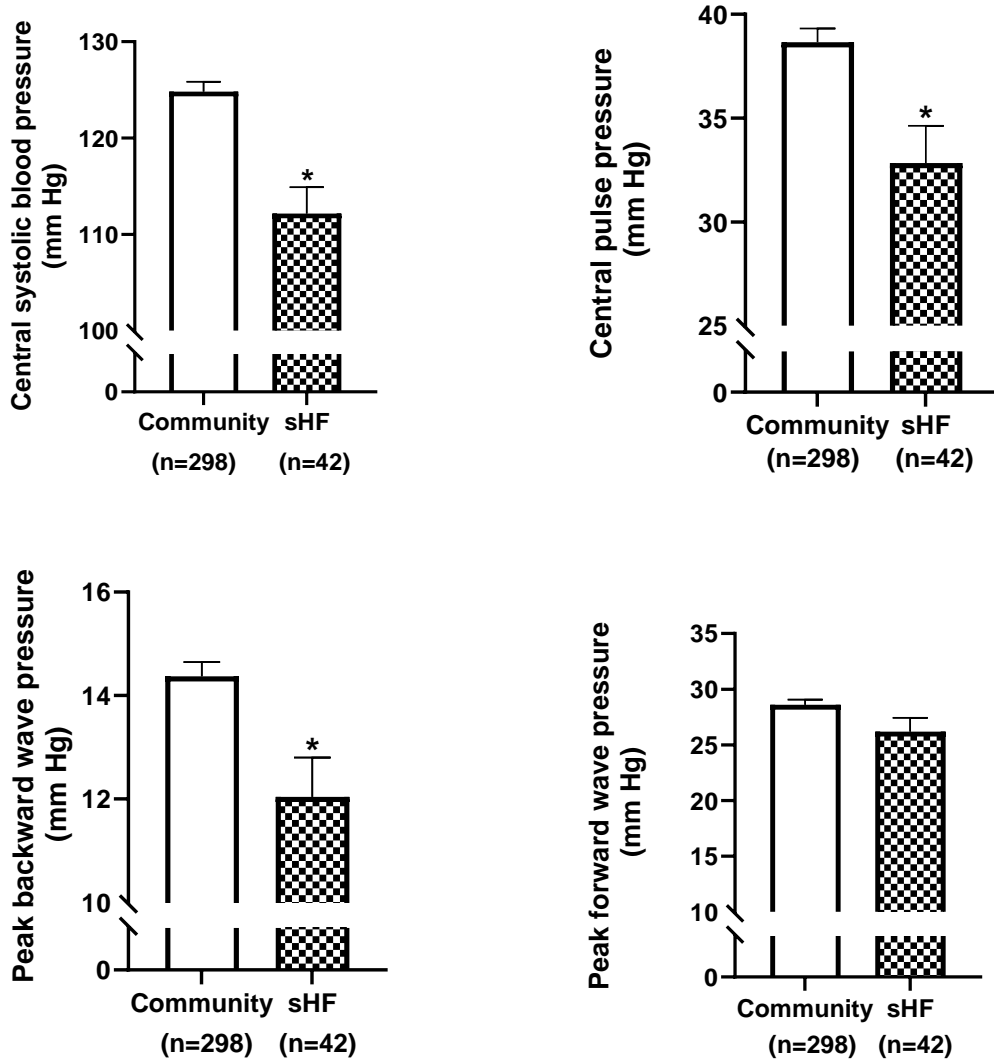 Central systolic blood pressure
(mm Hg)
130
120
110
100
0
*
Community sHF
(n=298) (n=42)
Central pulse pressure
(mm Hg)
40
35
30
25
0
*
Community sHF
(n=298) (n=42)
Peak backward wave pressure
(mm Hg)
16
14
12
10
0
*
Community sHF
(n=298) (n=42)
Peak forward wave pressure
(mm Hg)
35
30
25
20
15
10
0
Community sHF
(n=298) (n=42)